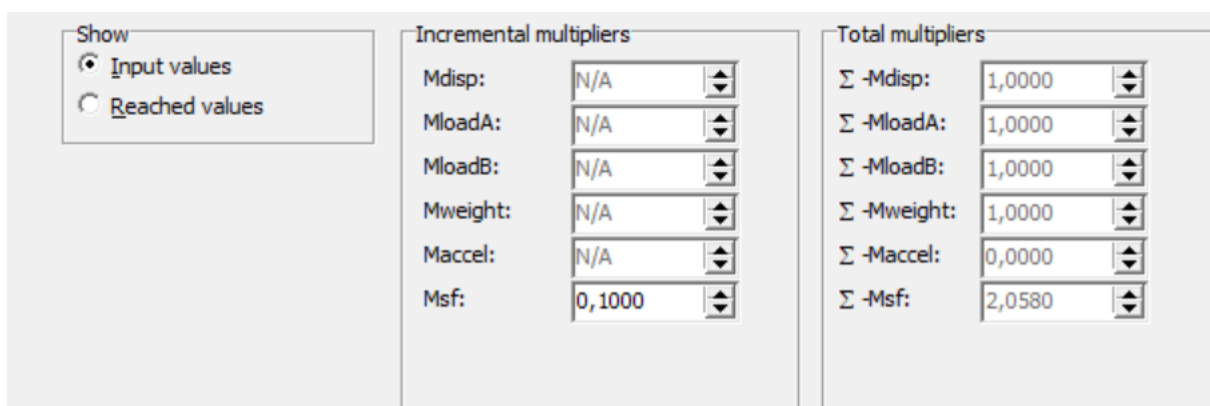 Show
Input values
Reached values
Incremental multipliers
Mdisp: N/A
MloadA: N/A
MloadB: N/A
Mweight: N/A
Maccel: N/A
Msf: 0,1000
Total multipliers
Σ -Mdisp: 1,0000
Σ -MloadA: 1,0000
Σ -MloadB: 1,0000
Σ -Mweight: 1,0000
Σ -Maccel: 0,0000
Σ -Msf: 2,0580